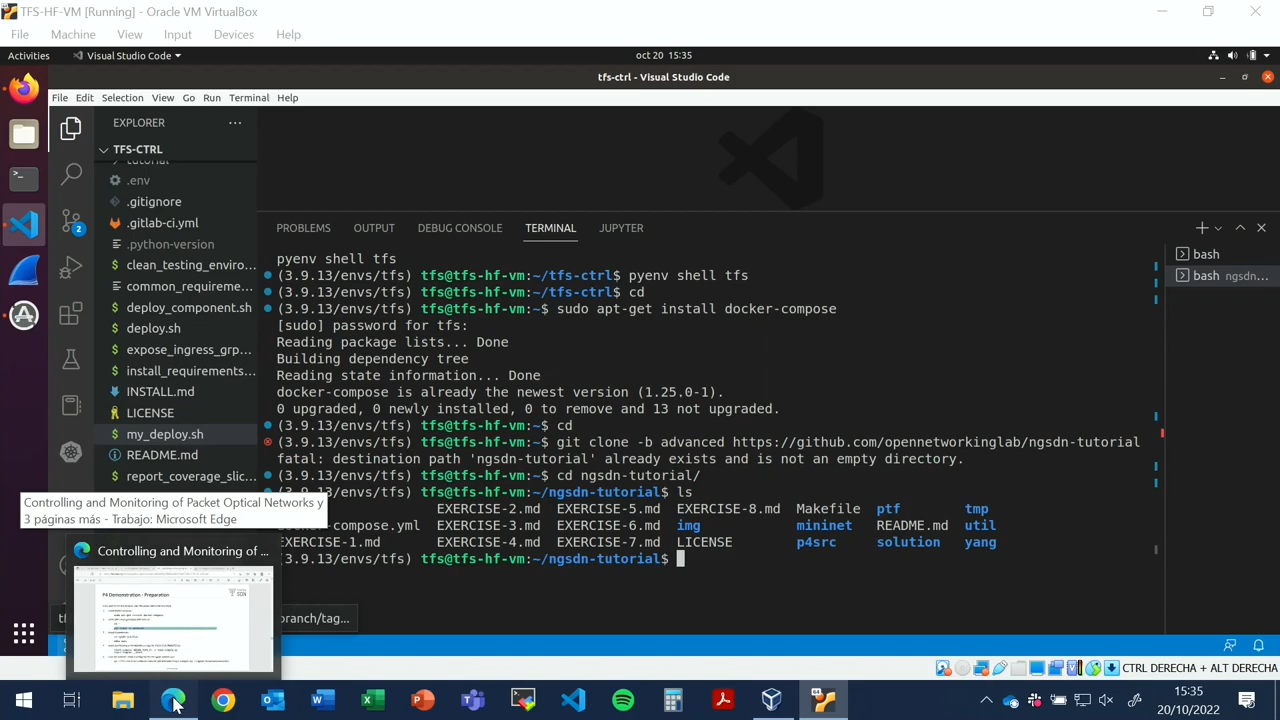 TFS-HF-VM [Running] - Oracle VM VirtualBox
File Machine View Input Devices Help
Activities Visual Studio Code oct 20 15:35
tfs-ctrl - Visual Studio Code
File Edit Selection View Go Run Terminal Help
EXPLORER ...
TFS-CTRL
tutorial
.env
.gitignore
.gitlab-ci.yml
.python-version
clean_testing_enviro...
common_requireme...
deploy_component.sh
deploy.sh
expose_ingress_grp...
install_requirements...
INSTALL.md
LICENSE
my_deploy.sh
README.md
report_coverage_slic...
2
PROBLEMS OUTPUT DEBUG CONSOLE TERMINAL JUPYTER
pyenv shell tfs
(3.9.13/envs/tfs) tfs@tfs-hf-vm:~/tfs-ctrl$ pyenv shell tfs
(3.9.13/envs/tfs) tfs@tfs-hf-vm:~/tfs-ctrl$ cd
(3.9.13/envs/tfs) tfs@tfs-hf-vm:~$ sudo apt-get install docker-compose
[sudo] password for tfs:
Reading package lists... Done
Building dependency tree
Reading state information... Done
docker-compose is already the newest version (1.25.0-1).
0 upgraded, 0 newly installed, 0 to remove and 13 not upgraded.
(3.9.13/envs/tfs) tfs@tfs-hf-vm:~$ cd
(3.9.13/envs/tfs) tfs@tfs-hf-vm:~$ git clone -b advanced https://github.com/opennetworkinglab/ngsdn-tutorial
fatal: destination path 'ngsdn-tutorial' already exists and is not an empty directory.
(3.9.13/envs/tfs) tfs@tfs-hf-vm:~$ cd ngsdn-tutorial/
(3.9.13/envs/tfs) tfs@tfs-hf-vm:~/ngsdn-tutorial$ ls
EXERCISE-2.md EXERCISE-5.md EXERCISE-8.md Makefile ptf tmp
-compose.yml EXERCISE-3.md EXERCISE-6.md img mininet README.md util
EXERCISE-1.md EXERCISE-4.md EXERCISE-7.md LICENSE p4src solution yang
(3.9.13/envs/tfs) tfs@tfs-hf-vm:~/ngsdn-tutorial$
bash
bash ngsdn...
Controlling and Monitoring of Packet Optical Networks y
3 páginas más - Trabajo: Microsoft Edge
Controlling and Monitoring of ...
P4 Demonstration - Preparation
SDN
CTRL DERECHA + ALT DERECHA
64
15:35
20/10/2022